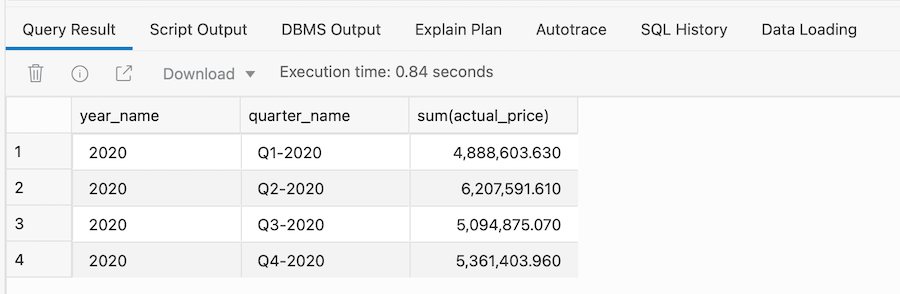 Query Result Script Output DBMS Output Explain Plan Autotrace SQL History Data Loading
Download Execution time: 0.84 seconds
year_name quarter_name sum(actual_price)
1 2020 Q1-2020 4,888,603.630
2 2020 Q2-2020 6,207,591.610
3 2020 Q3-2020 5,094,875.070
4 2020 Q4-2020 5,361,403.960